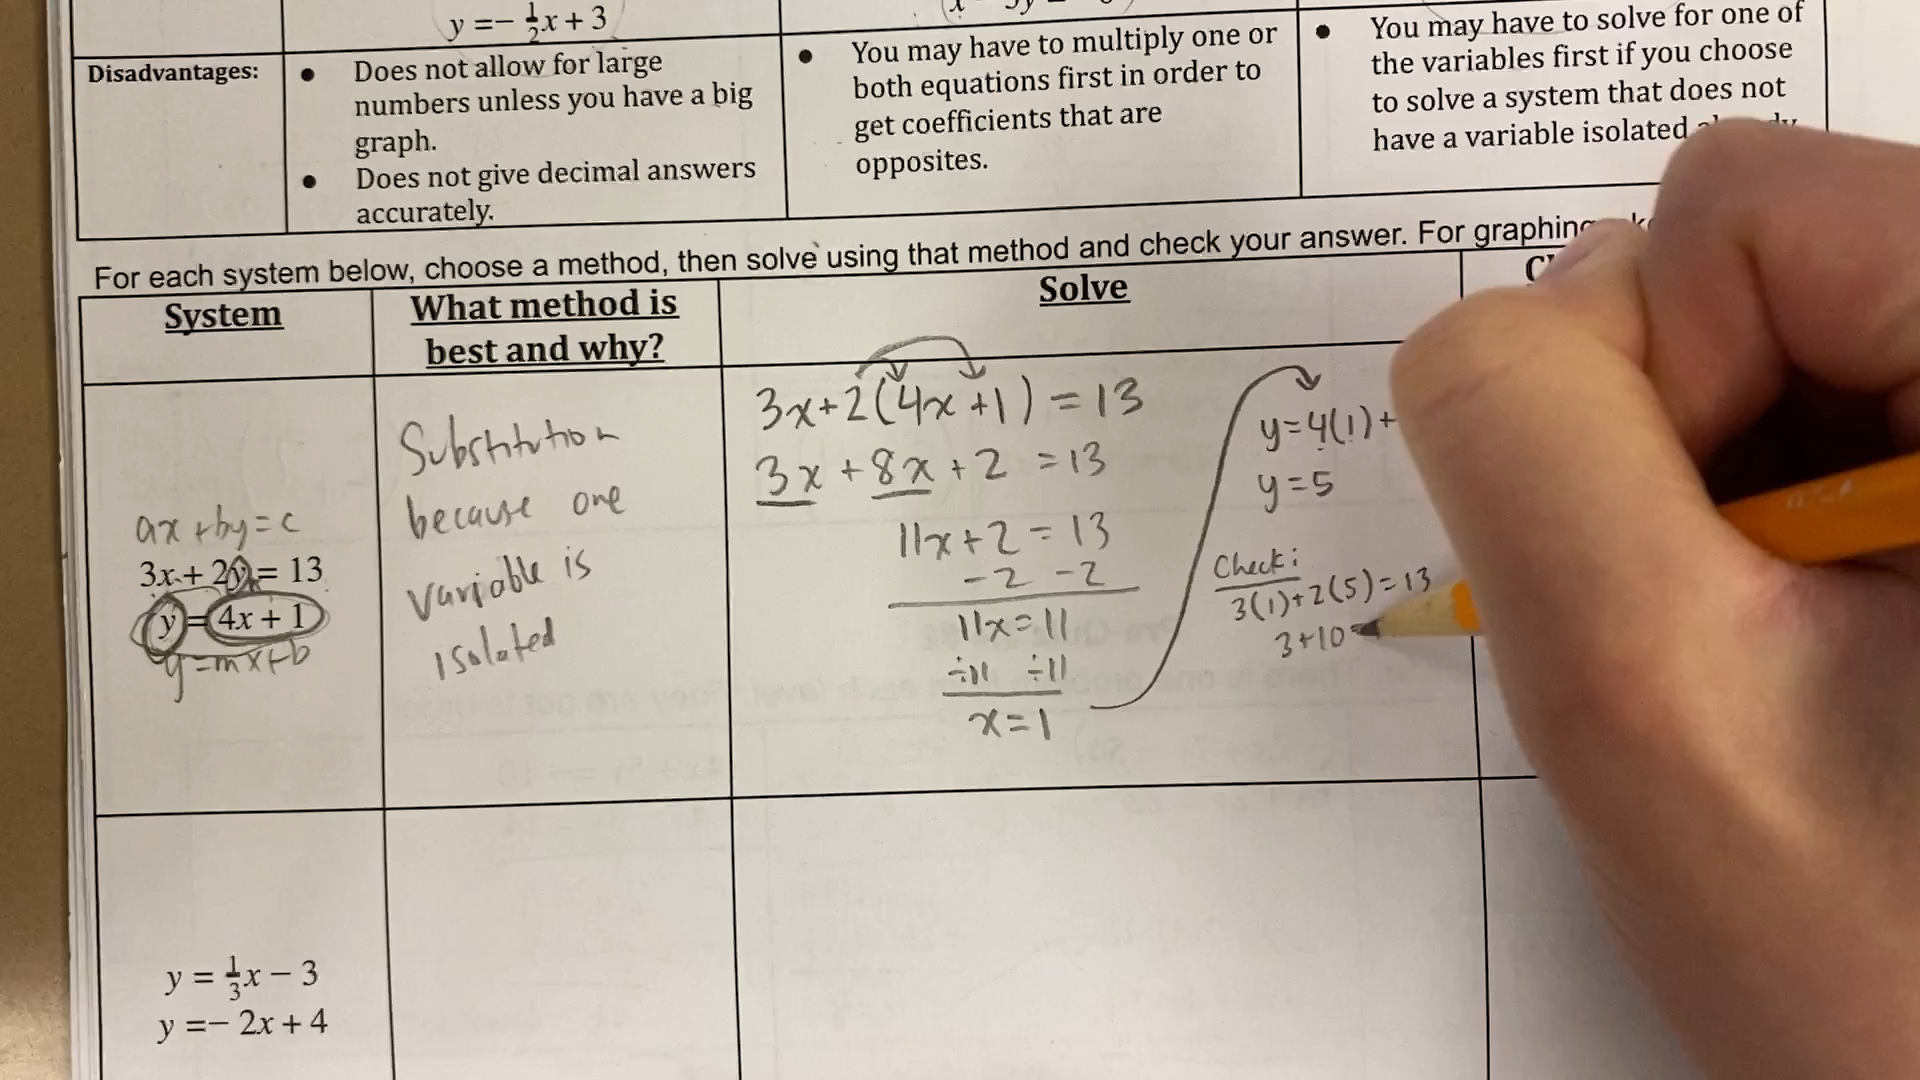 y = – 1/2 x + 3
Disadvantages:
● Does not allow for large
numbers unless you have a big
graph.
● Does not give decimal answers
accurately.
● You may have to multiply one or
both equations first in order to
get coefficients that are
opposites.
● You may have to solve for one of
the variables first if you choose
to solve a system that does not
have a variable isolated
For each system below, choose a method, then solve using that method and check your answer. For graphing
System
What method is
best and why?
Solve
ax + by = c
3x + 2y = 13
y = 4x + 1
y = mx + b
Substitution
because one
variable is
isolated
3x + 2(4x + 1) = 13
3x + 8x + 2 = 13
11x + 2 = 13
- 2 - 2
11x = 11
÷11 ÷11
x = 1
y = 4(1) +
y = 5
Check:
3(1) + 2(5) = 13
3 + 10 =
y = 1/3 x – 3
y = – 2x + 4